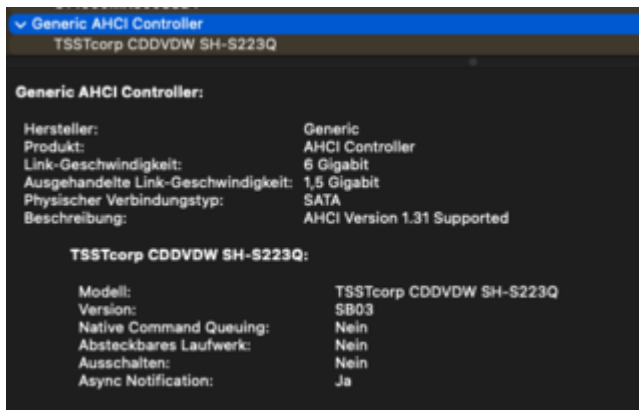 Generic AHCI Controller
TSSTcorp CDDVDW SH-S223Q
Generic AHCI Controller:
Hersteller: Generic
Produkt: AHCI Controller
Link-Geschwindigkeit: 6 Gigabit
Ausgehandelte Link-Geschwindigkeit: 1,5 Gigabit
Physischer Verbindungstyp: SATA
Beschreibung: AHCI Version 1.31 Supported
TSSTcorp CDDVDW SH-S223Q:
Modell: TSSTcorp CDDVDW SH-S223Q
Version: SB03
Native Command Queuing: Nein
Absteckbares Laufwerk: Nein
Ausschalten: Nein
Async Notification: Ja